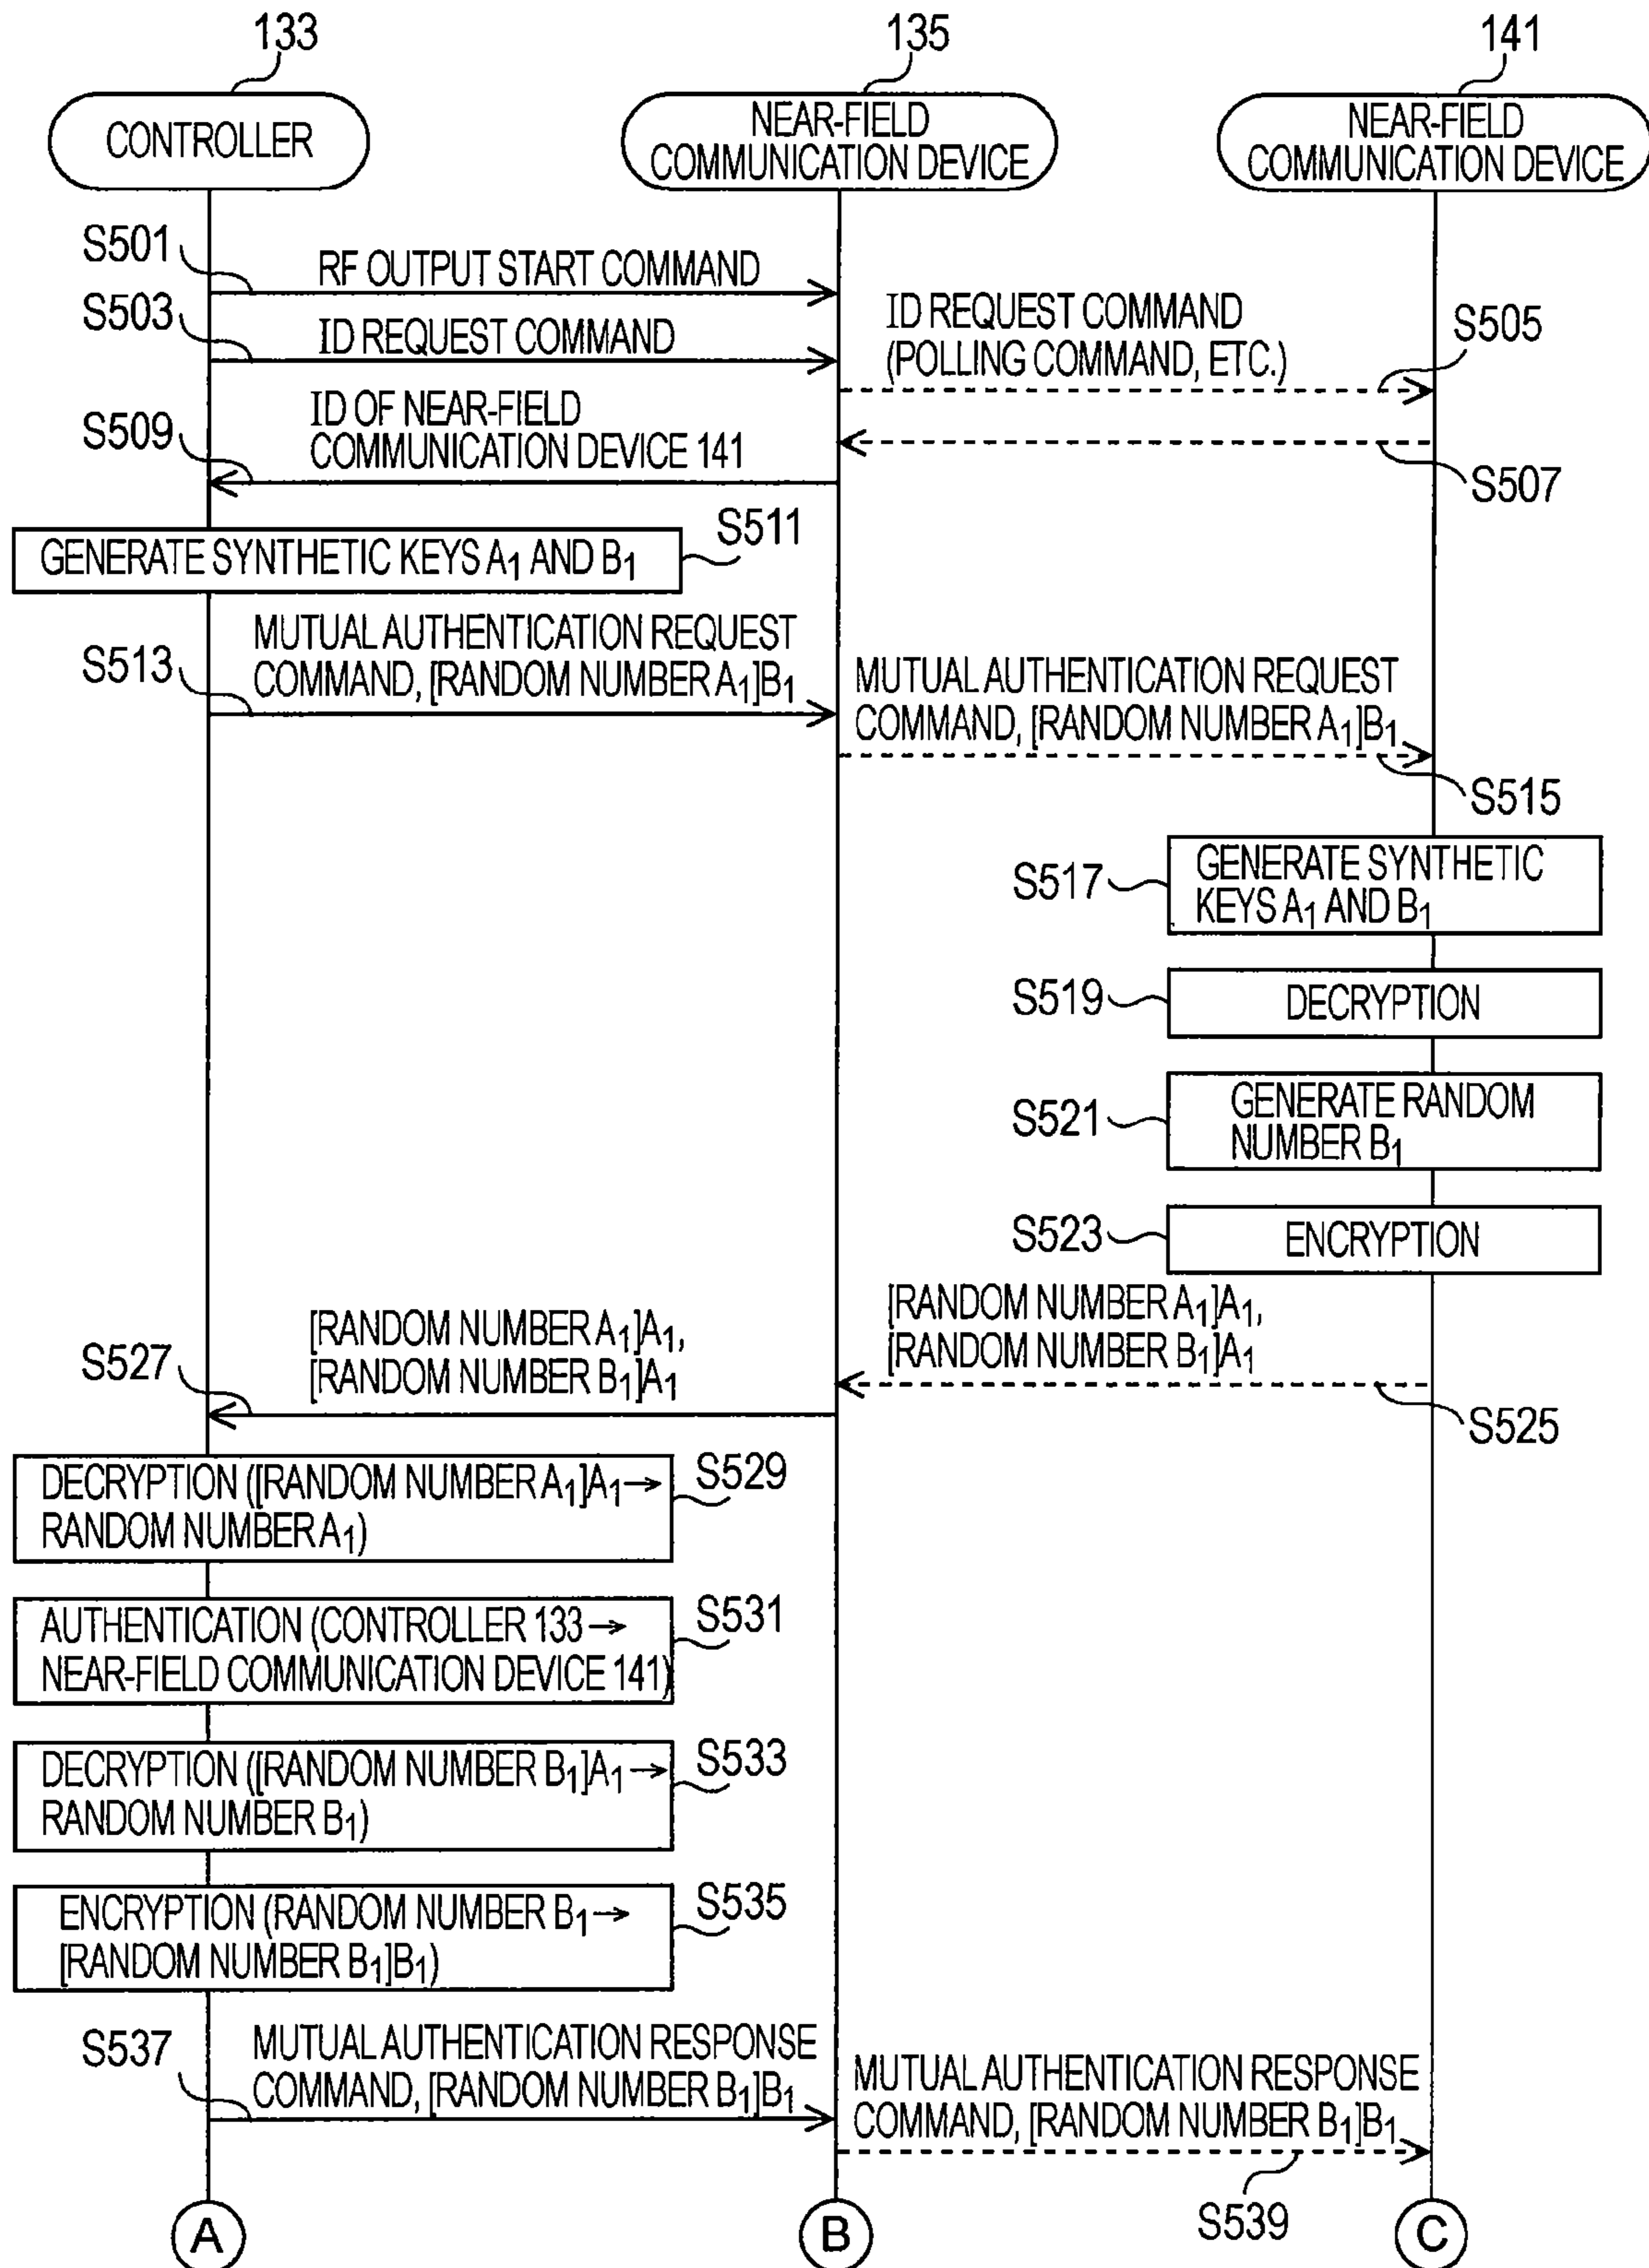 133
135
141
CONTROLLER
NEAR-FIELD
COMMUNICATION DEVICE
NEAR-FIELD
COMMUNICATION DEVICE
S501
RF OUTPUT START COMMAND
S503
ID REQUEST COMMAND
ID REQUEST COMMAND
(POLLING COMMAND, ETC.)
S505
S509
ID OF NEAR-FIELD
COMMUNICATION DEVICE 141
S507
GENERATE SYNTHETIC KEYS A₁ AND B₁
S511
S513
MUTUAL AUTHENTICATION REQUEST
COMMAND, [RANDOM NUMBER A₁]B₁
MUTUAL AUTHENTICATION REQUEST
COMMAND, [RANDOM NUMBER A₁]B₁
S515
S517
GENERATE SYNTHETIC
KEYS A₁ AND B₁
S519
DECRYPTION
S521
GENERATE RANDOM
NUMBER B₁
S523
ENCRYPTION
[RANDOM NUMBER A₁]A₁,
[RANDOM NUMBER B₁]A₁
S525
S527
[RANDOM NUMBER A₁]A₁,
[RANDOM NUMBER B₁]A₁
DECRYPTION ([RANDOM NUMBER A₁]A₁→
RANDOM NUMBER A₁)
S529
AUTHENTICATION (CONTROLLER 133→
NEAR-FIELD COMMUNICATION DEVICE 141)
S531
DECRYPTION ([RANDOM NUMBER B₁]A₁→
RANDOM NUMBER B₁)
S533
ENCRYPTION (RANDOM NUMBER B₁→
[RANDOM NUMBER B₁]B₁)
S535
S537
MUTUAL AUTHENTICATION RESPONSE
COMMAND, [RANDOM NUMBER B₁]B₁
MUTUAL AUTHENTICATION RESPONSE
COMMAND, [RANDOM NUMBER B₁]B₁
S539
A
B
C